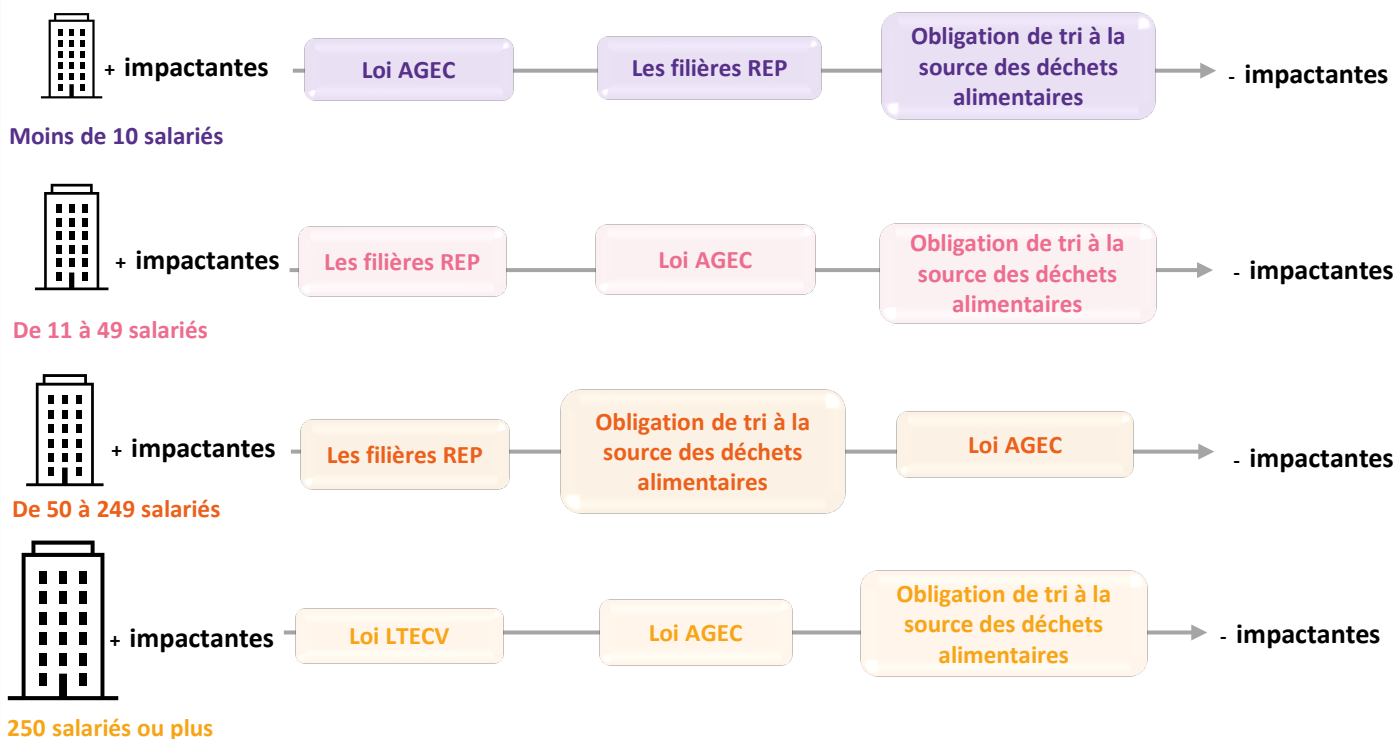 + impactantes
Loi AGEC
Les filières REP
Obligation de tri à la
source des déchets
alimentaires
- impactantes
Moins de 10 salariés
+ impactantes
Les filières REP
Loi AGEC
Obligation de tri à la
source des déchets
alimentaires
- impactantes
De 11 à 49 salariés
+ impactantes
Les filières REP
Obligation de tri à la
source des déchets
alimentaires
Loi AGEC
- impactantes
De 50 à 249 salariés
+ impactantes
Loi LTECV
Loi AGEC
Obligation de tri à la
source des déchets
alimentaires
- impactantes
250 salariés ou plus